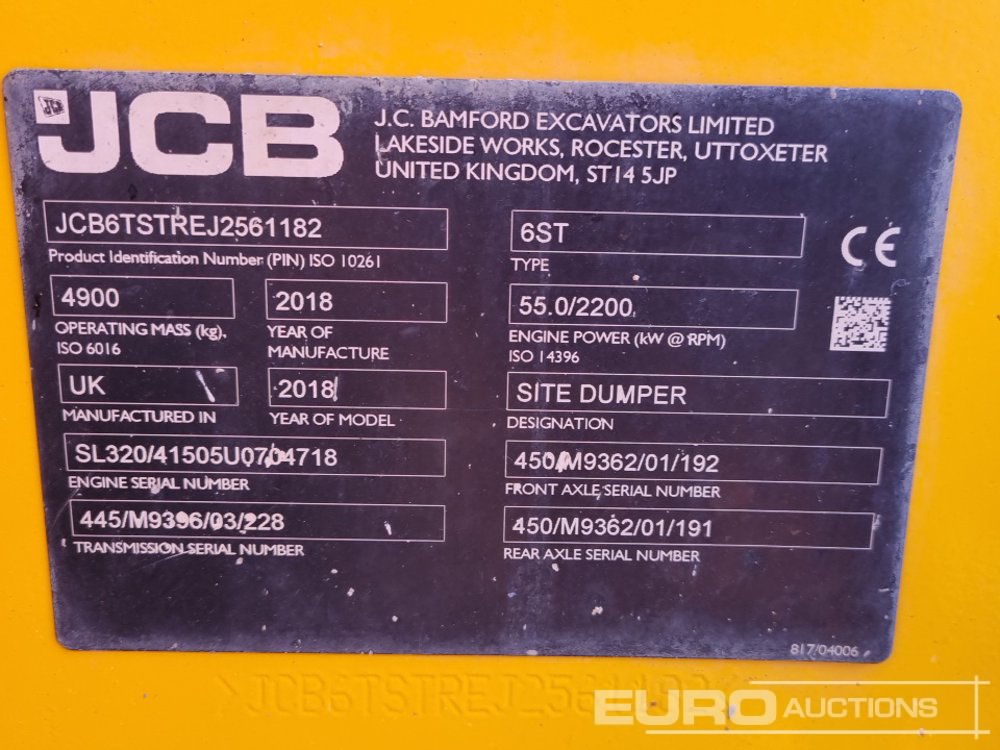 JCB
J.C. BAMFORD EXCAVATORS LIMITED
LAKESIDE WORKS, ROCESTER, UTTOXETER
UNITED KINGDOM, ST14 5JP
JCB6TSTREJ2561182
Product Identification Number (PIN) ISO 10261
6ST
TYPE
CE
4900
OPERATING MASS (kg),
ISO 6016
2018
YEAR OF
MANUFACTURE
55.0/2200
ENGINE POWER (kW @ RPM)
ISO 14396
UK
MANUFACTURED IN
2018
YEAR OF MODEL
SITE DUMPER
DESIGNATION
SL320/41505U0704718
ENGINE SERIAL NUMBER
450/M9362/01/192
FRONT AXLE SERIAL NUMBER
445/M9396/03/228
TRANSMISSION SERIAL NUMBER
450/M9362/01/191
REAR AXLE SERIAL NUMBER
817/04006
EURO AUCTIONS